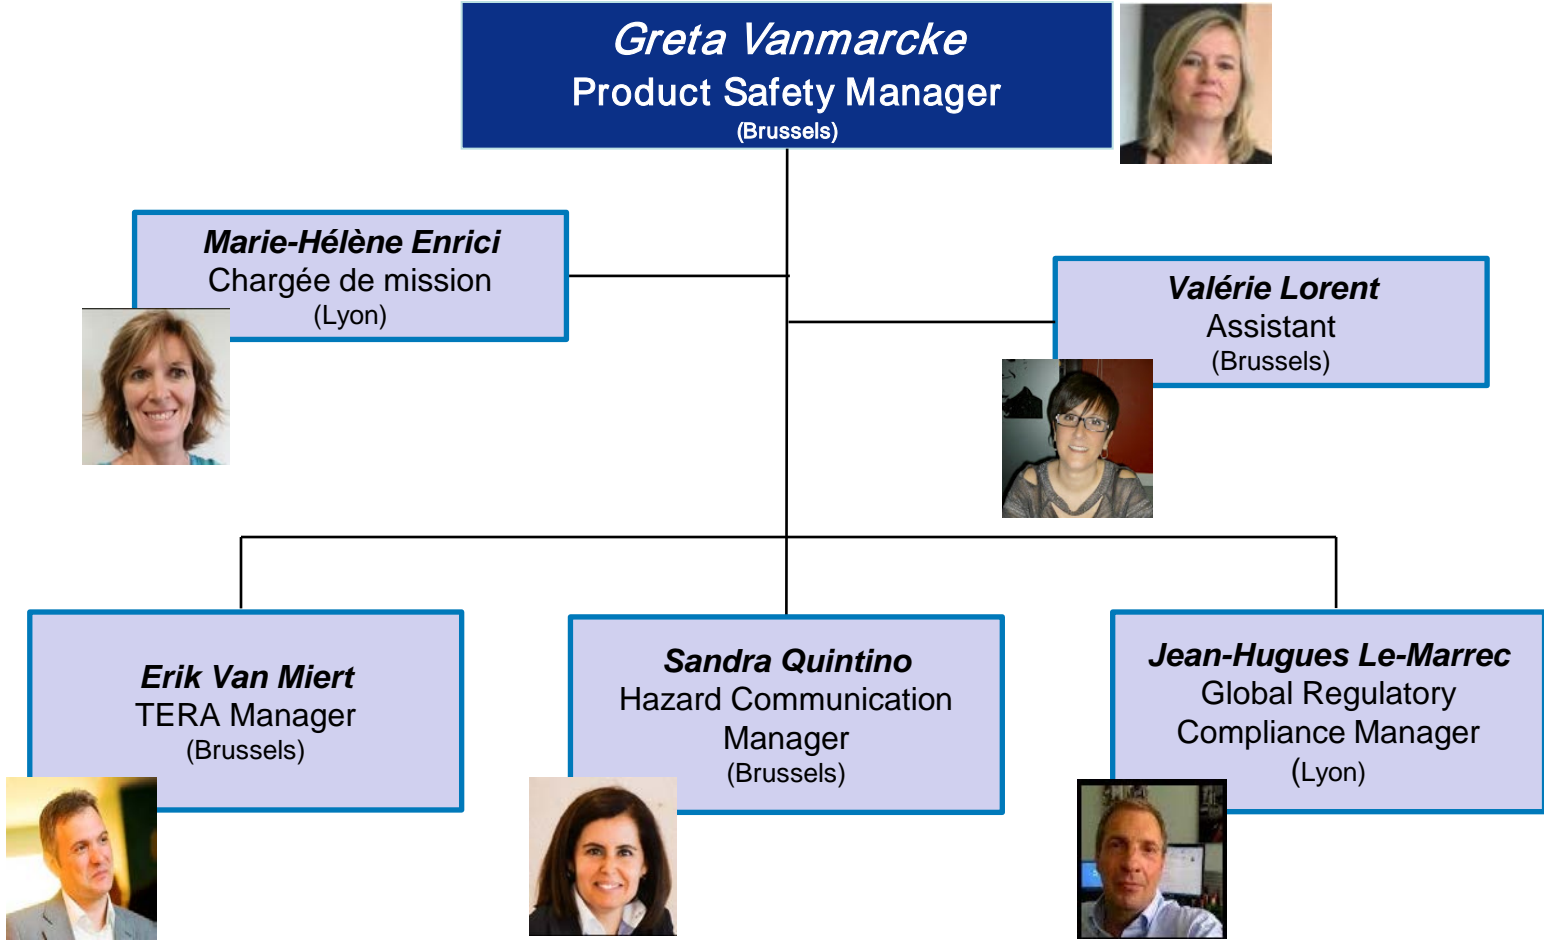 Greta Vanmarcke
Product Safety Manager
(Brussels)
Marie-Hélène Enrici
Chargée de mission
(Lyon)
Valérie Lorent
Assistant
(Brussels)
Erik Van Miert
TERA Manager
(Brussels)
Sandra Quintino
Hazard Communication
Manager
(Brussels)
Jean-Hugues Le-Marrec
Global Regulatory
Compliance Manager
(Lyon)